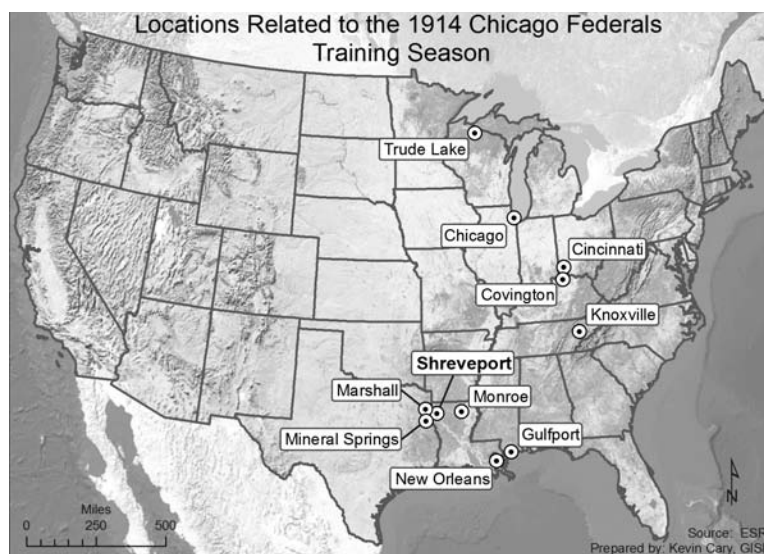 Locations Related to the 1914 Chicago Federals
Training Season
Trude Lake
Chicago
Cincinnati
Covington
Knoxville
Shreveport
Marshall
Monroe
Mineral Springs
Gulfport
New Orleans
Miles
0 250 500
N
Source: ESR
Prepared by: Kevin Cary, GIS